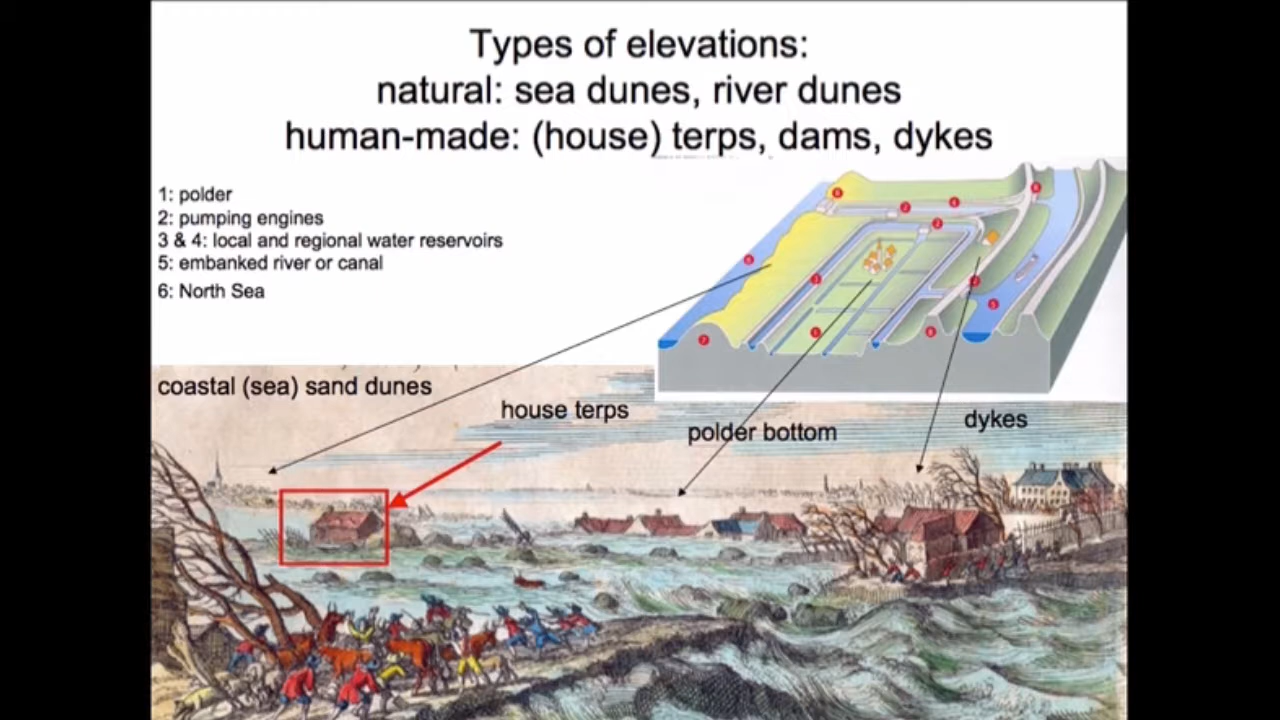 Types of elevations:
natural: sea dunes, river dunes
human-made: (house) terps, dams, dykes
1: polder
2: pumping engines
3 & 4: local and regional water reservoirs
5: embanked river or canal
6: North Sea
coastal (sea) sand dunes
house terps
polder bottom
dykes